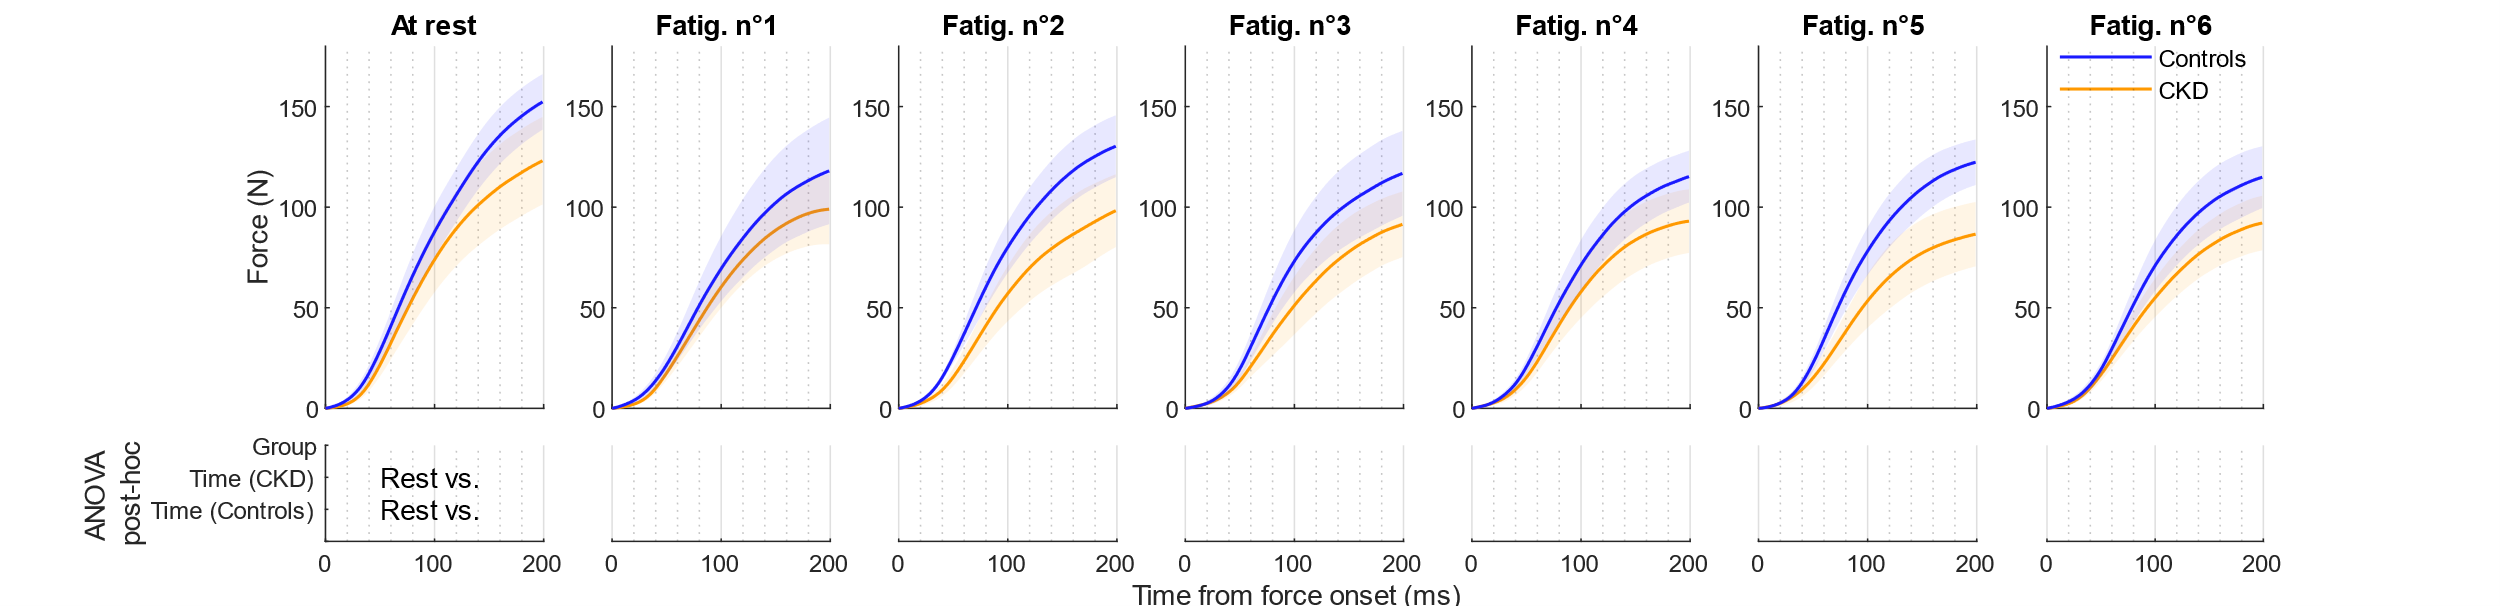 At rest
Fatig. n°1
Fatig. n°2
Fatig. n°3
Fatig. n°4
Fatig. n°5
Fatig. n°6
Controls
CKD
Force (N)
150
100
50
0
150
100
50
0
150
100
50
0
150
100
50
0
150
100
50
0
150
100
50
0
150
100
50
0
ANOVA
post-hoc
Group
Time (CKD)
Time (Controls)
Rest vs.
Rest vs.
0 100 200
0 100 200
0 100 200
0 100 200
0 100 200
0 100 200
0 100 200
Time from force onset (ms)